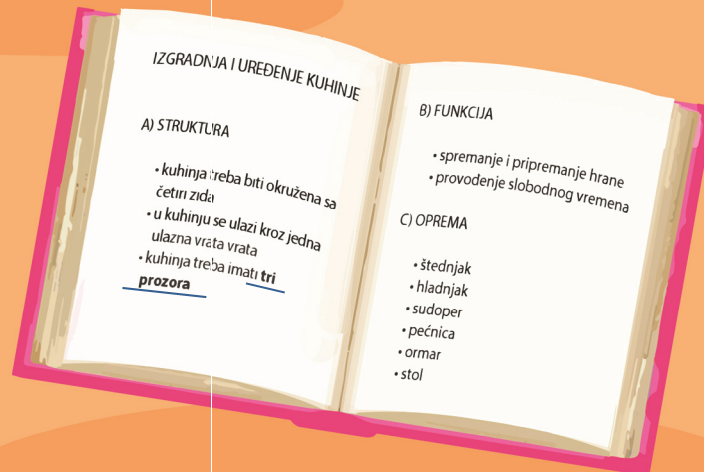 IZGRADNJA I UREĐENJE KUHINJE
A) STRUKTURA
• kuhinja treba biti okružena sa
četiri zida
• u kuhinju se ulazi kroz jedna
ulazna vrata vrata
• kuhinja treba imati tri
prozora
B) FUNKCIJA
• spremanje i pripremanje hrane
• provođenje slobodnog vremena
C) OPREMA
• štednjak
• hladnjak
• sudoper
• pećnica
• ormar
• stol